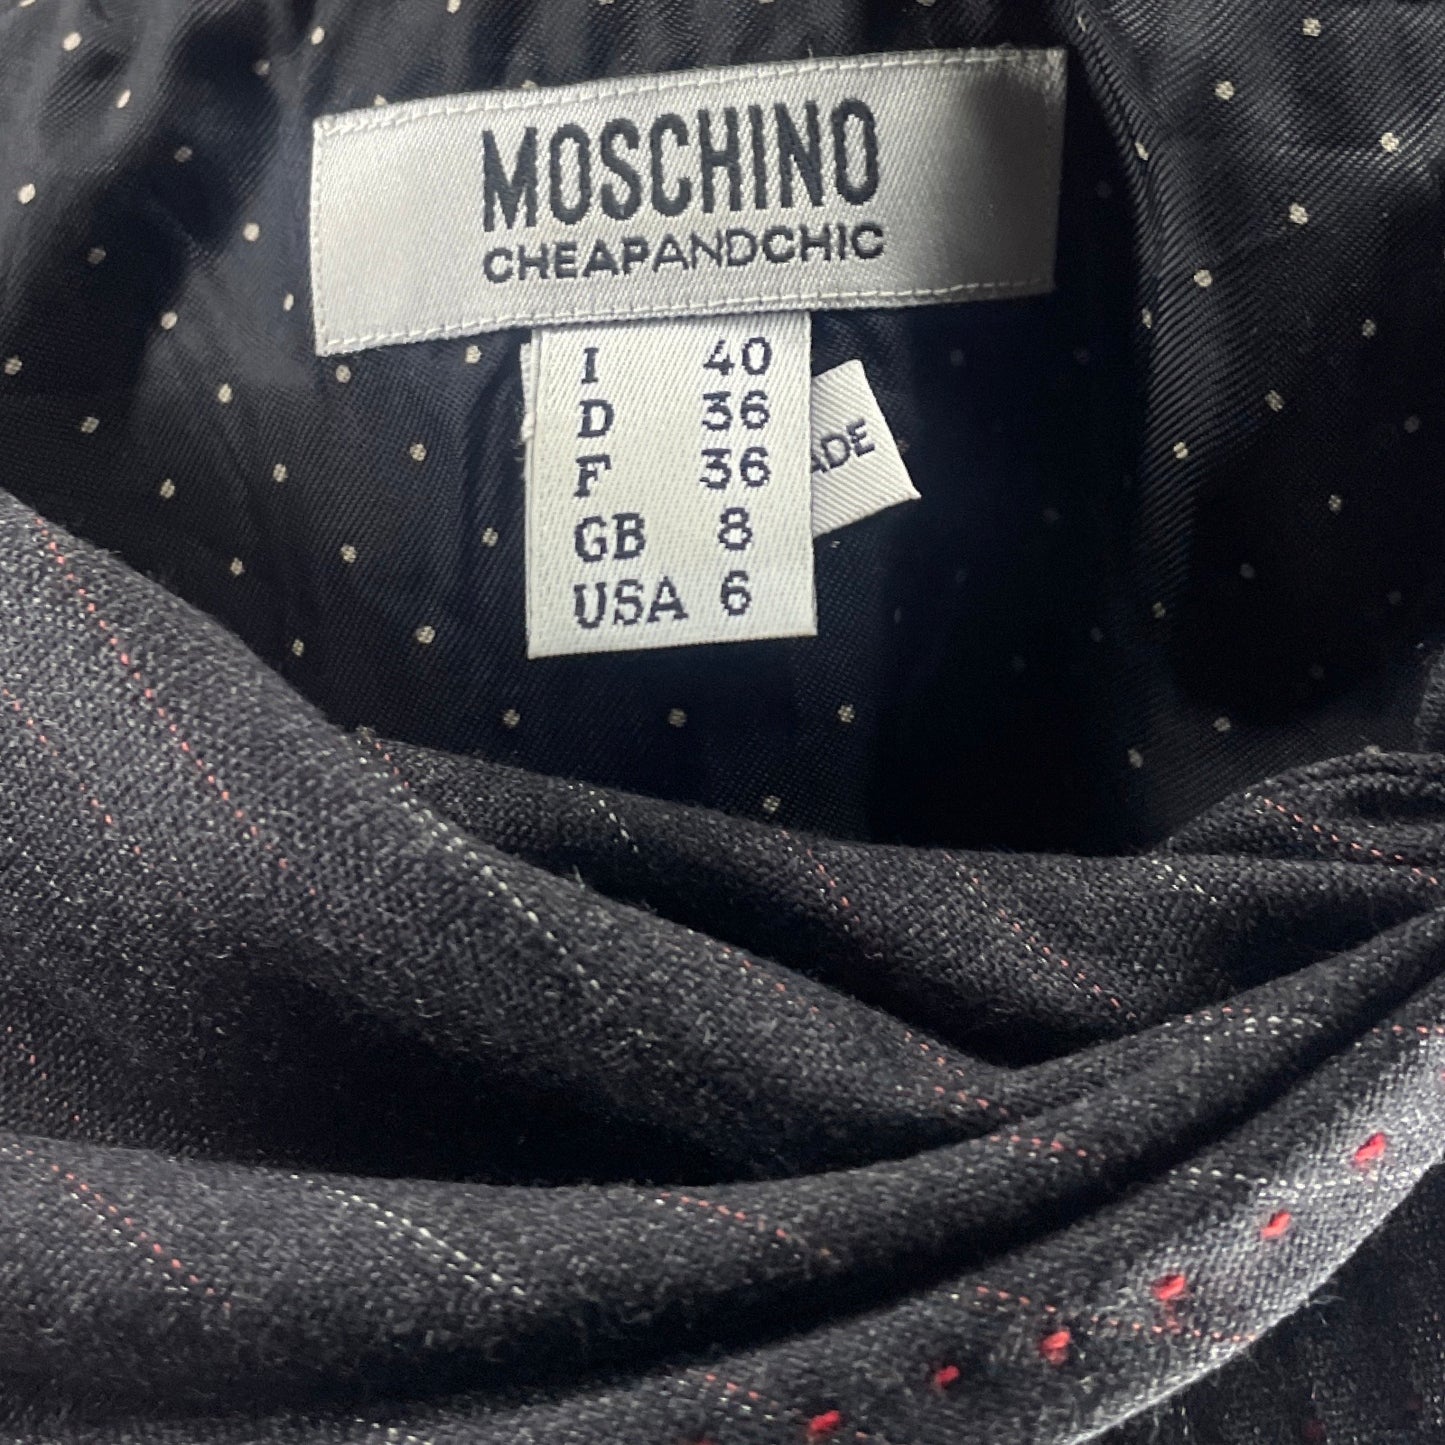 MOSCHINO
CHEAPANDCHIC
I 40
D 36
F 36
GB 8
USA 6